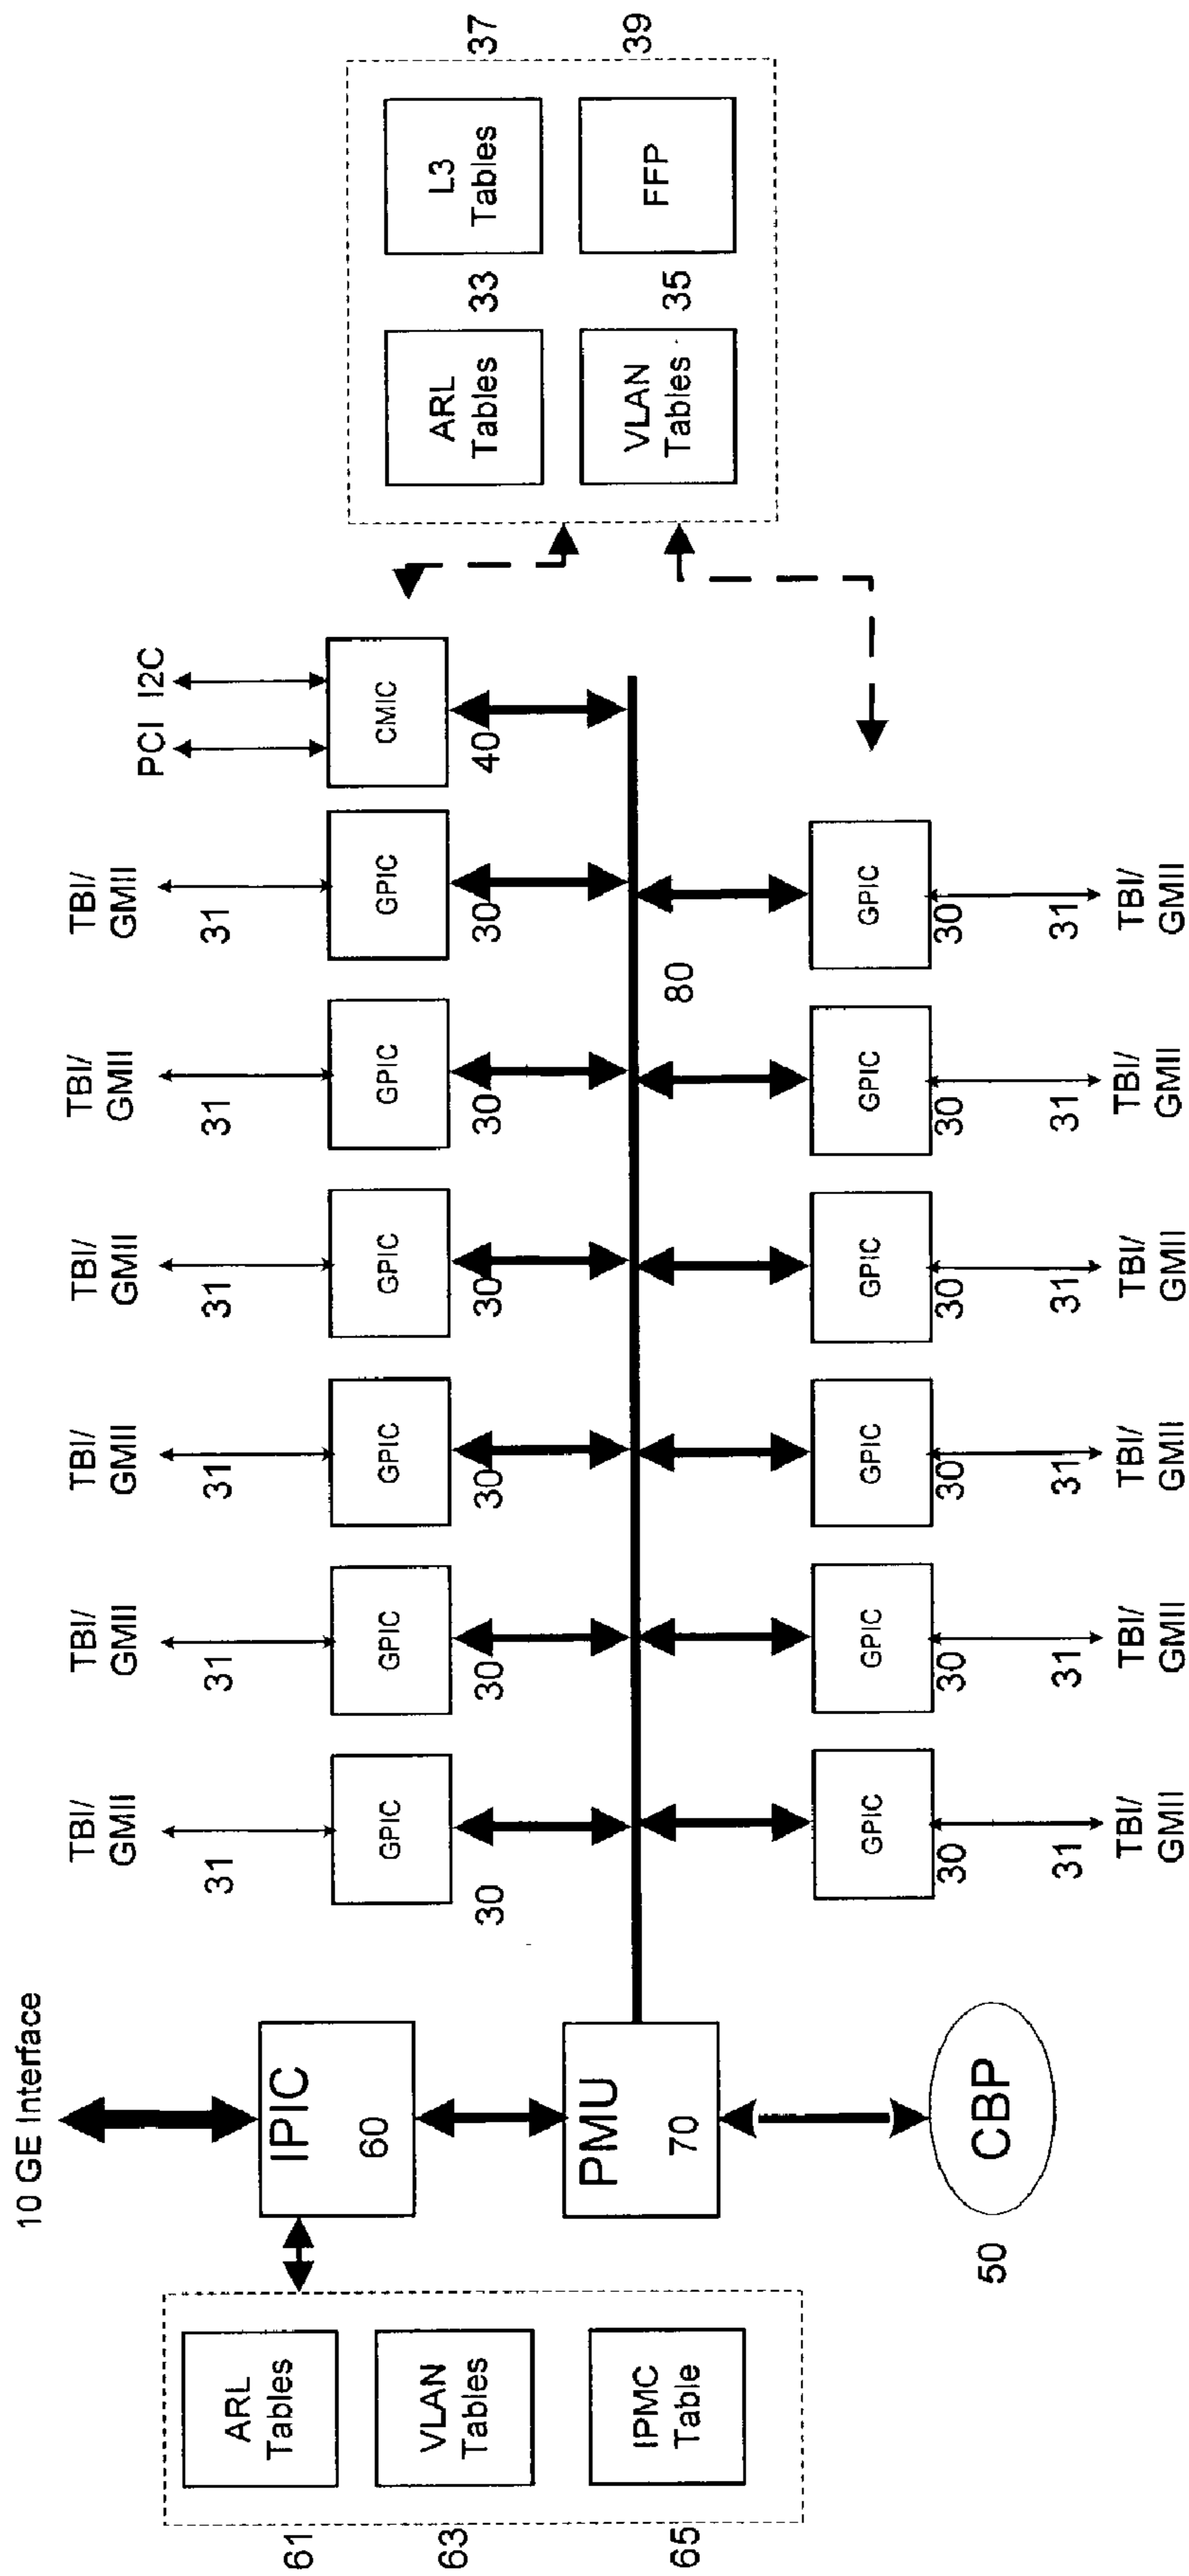 10 GE Interface
TBI/
GMII
TBI/
GMII
TBI/
GMII
TBI/
GMII
TBI/
GMII
TBI/
GMII
PCI
I2C
31
31
31
31
31
31
61
ARL
Tables
63
VLAN
Tables
65
IPMC
Table
IPIC
60
GPIC
GPIC
GPIC
GPIC
GPIC
GPIC
CMIC
30
30
30
30
30
30
40
ARL
Tables
33
L3
Tables
37
VLAN
Tables
35
FFP
39
PMU
70
80
GPIC
GPIC
GPIC
GPIC
GPIC
GPIC
30
30
30
30
30
30
50
CBP
31
31
31
31
31
31
TBI/
GMII
TBI/
GMII
TBI/
GMII
TBI/
GMII
TBI/
GMII
TBI/
GMII